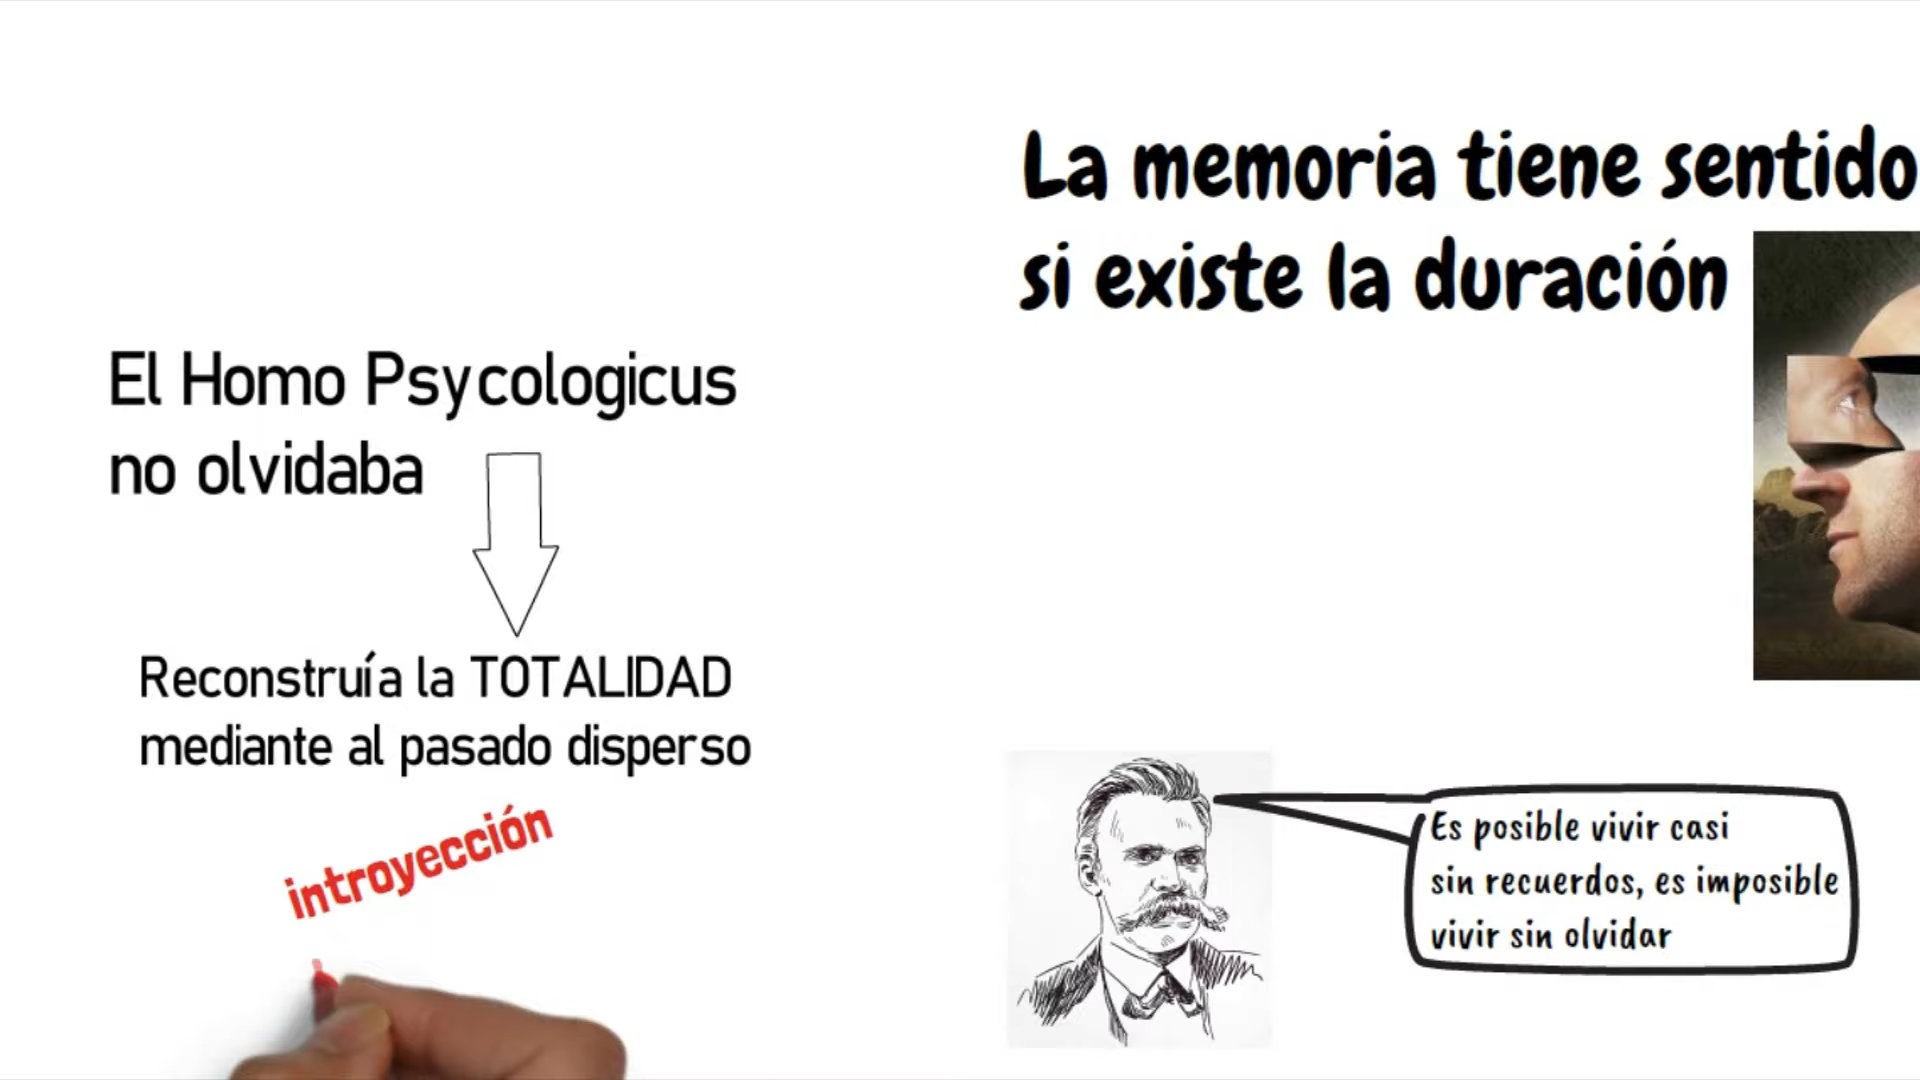 La memoria tiene sentido
si existe la duración
El Homo Psycologicus
no olvidaba
Reconstruía la TOTALIDAD
mediante al pasado disperso
introyección
Es posible vivir casi
sin recuerdos, es imposible
vivir sin olvidar